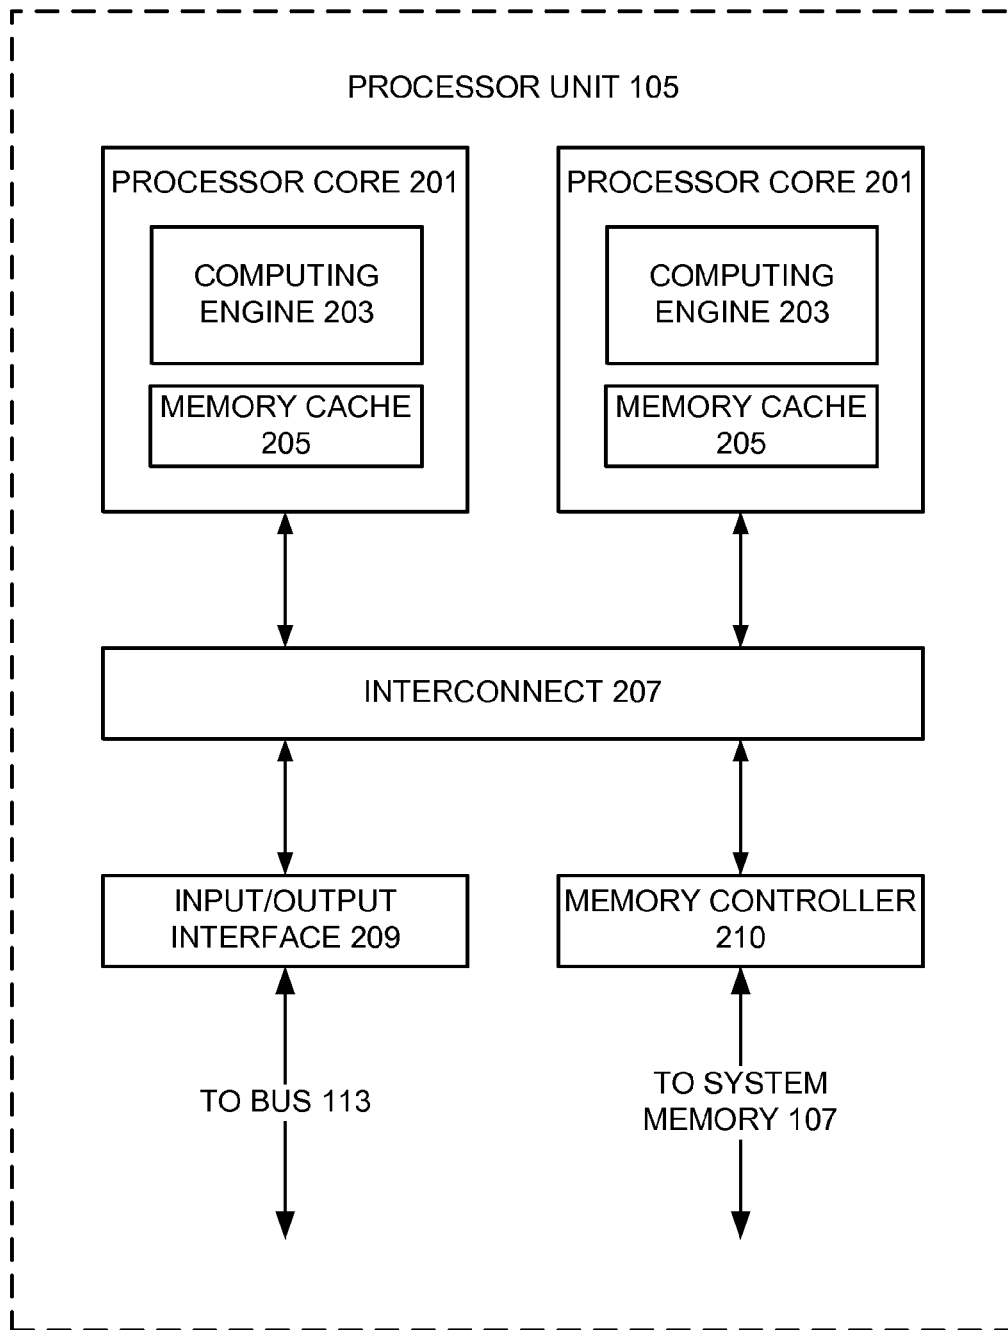 PROCESSOR UNIT 105
PROCESSOR CORE 201
COMPUTING
ENGINE 203
MEMORY CACHE
205
PROCESSOR CORE 201
COMPUTING
ENGINE 203
MEMORY CACHE
205
INTERCONNECT 207
INPUT/OUTPUT
INTERFACE 209
MEMORY CONTROLLER
210
TO BUS 113
TO SYSTEM
MEMORY 107